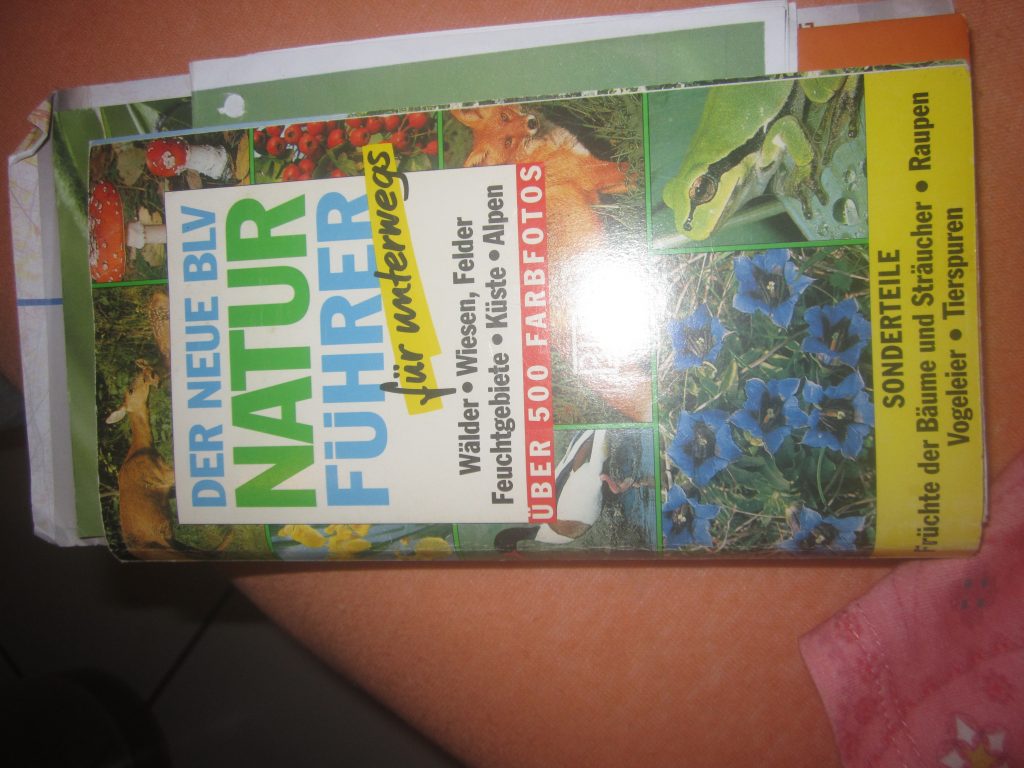 DER NEUE BLV
NATUR
FÜHRER
für unterwegs
Wälder • Wiesen, Felder
Feuchtgebiete • Küste • Alpen
ÜBER 500 FARBFOTOS
SONDERTEILE
Früchte der Bäume und Sträucher • Raupen
Vogeleier • Tierspuren